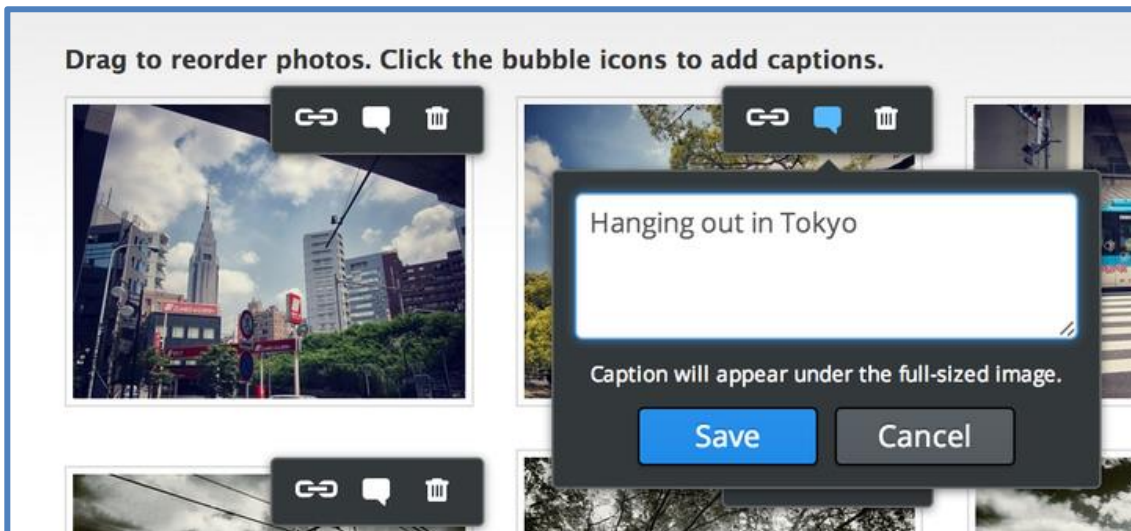 Drag to reorder photos. Click the bubble icons to add captions.
Hanging out in Tokyo
Caption will appear under the full-sized image.
Save
Cancel